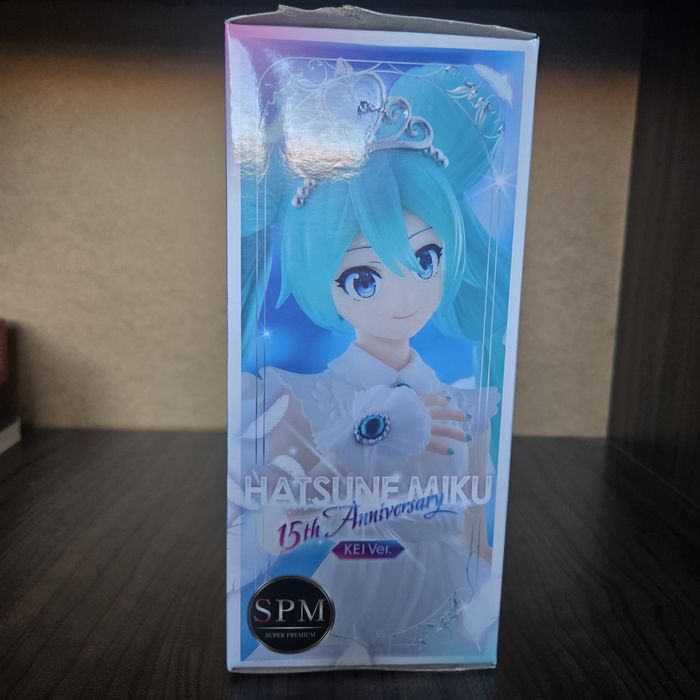 HATSUNE MIKU
15th Anniversary
KEI Ver.
SPM
SUPER PREMIUM